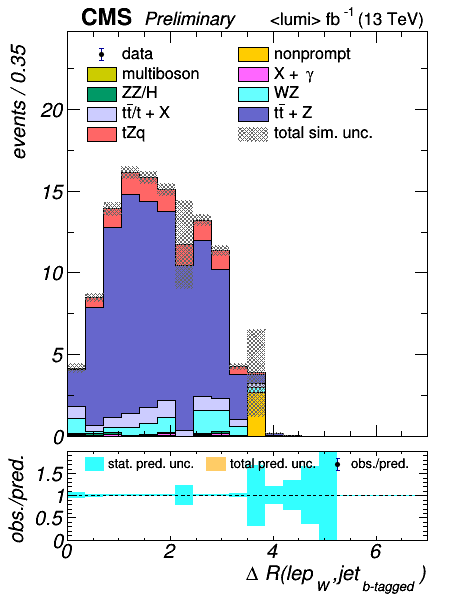 CMS Preliminary <lumi> fb⁻¹ (13 TeV)
events / 0.35
data
nonprompt
multiboson
X + γ
ZZ/H
WZ
tt̄/t + X
tt̄ + Z
tZq
total sim. unc.
20
15
10
5
0
obs./pred.
stat. pred. unc.
total pred. unc.
obs./pred.
1.5
1
0.5
0
0 2 4 6
Δ R(lep_W, jet_b-tagged)